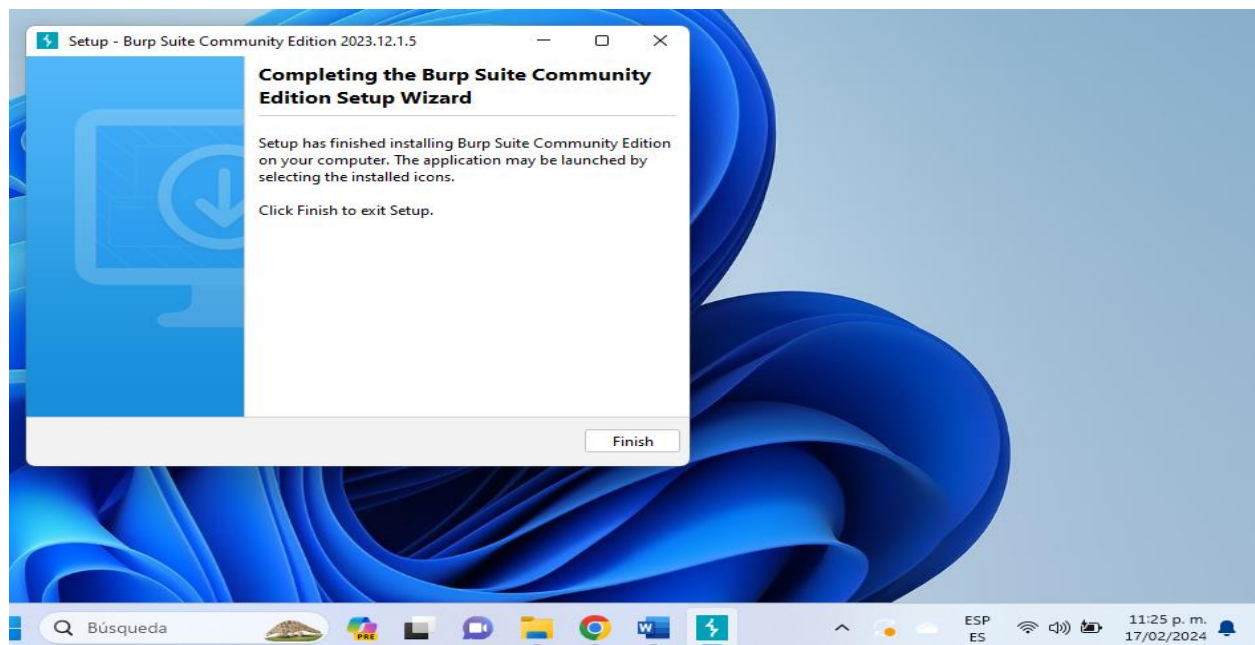 Setup - Burp Suite Community Edition 2023.12.1.5
Completing the Burp Suite Community
Edition Setup Wizard
Setup has finished installing Burp Suite Community Edition
on your computer. The application may be launched by
selecting the installed icons.
Click Finish to exit Setup.
Finish
Búsqueda
PRE
W
ESP
ES
11:25 p. m.
17/02/2024